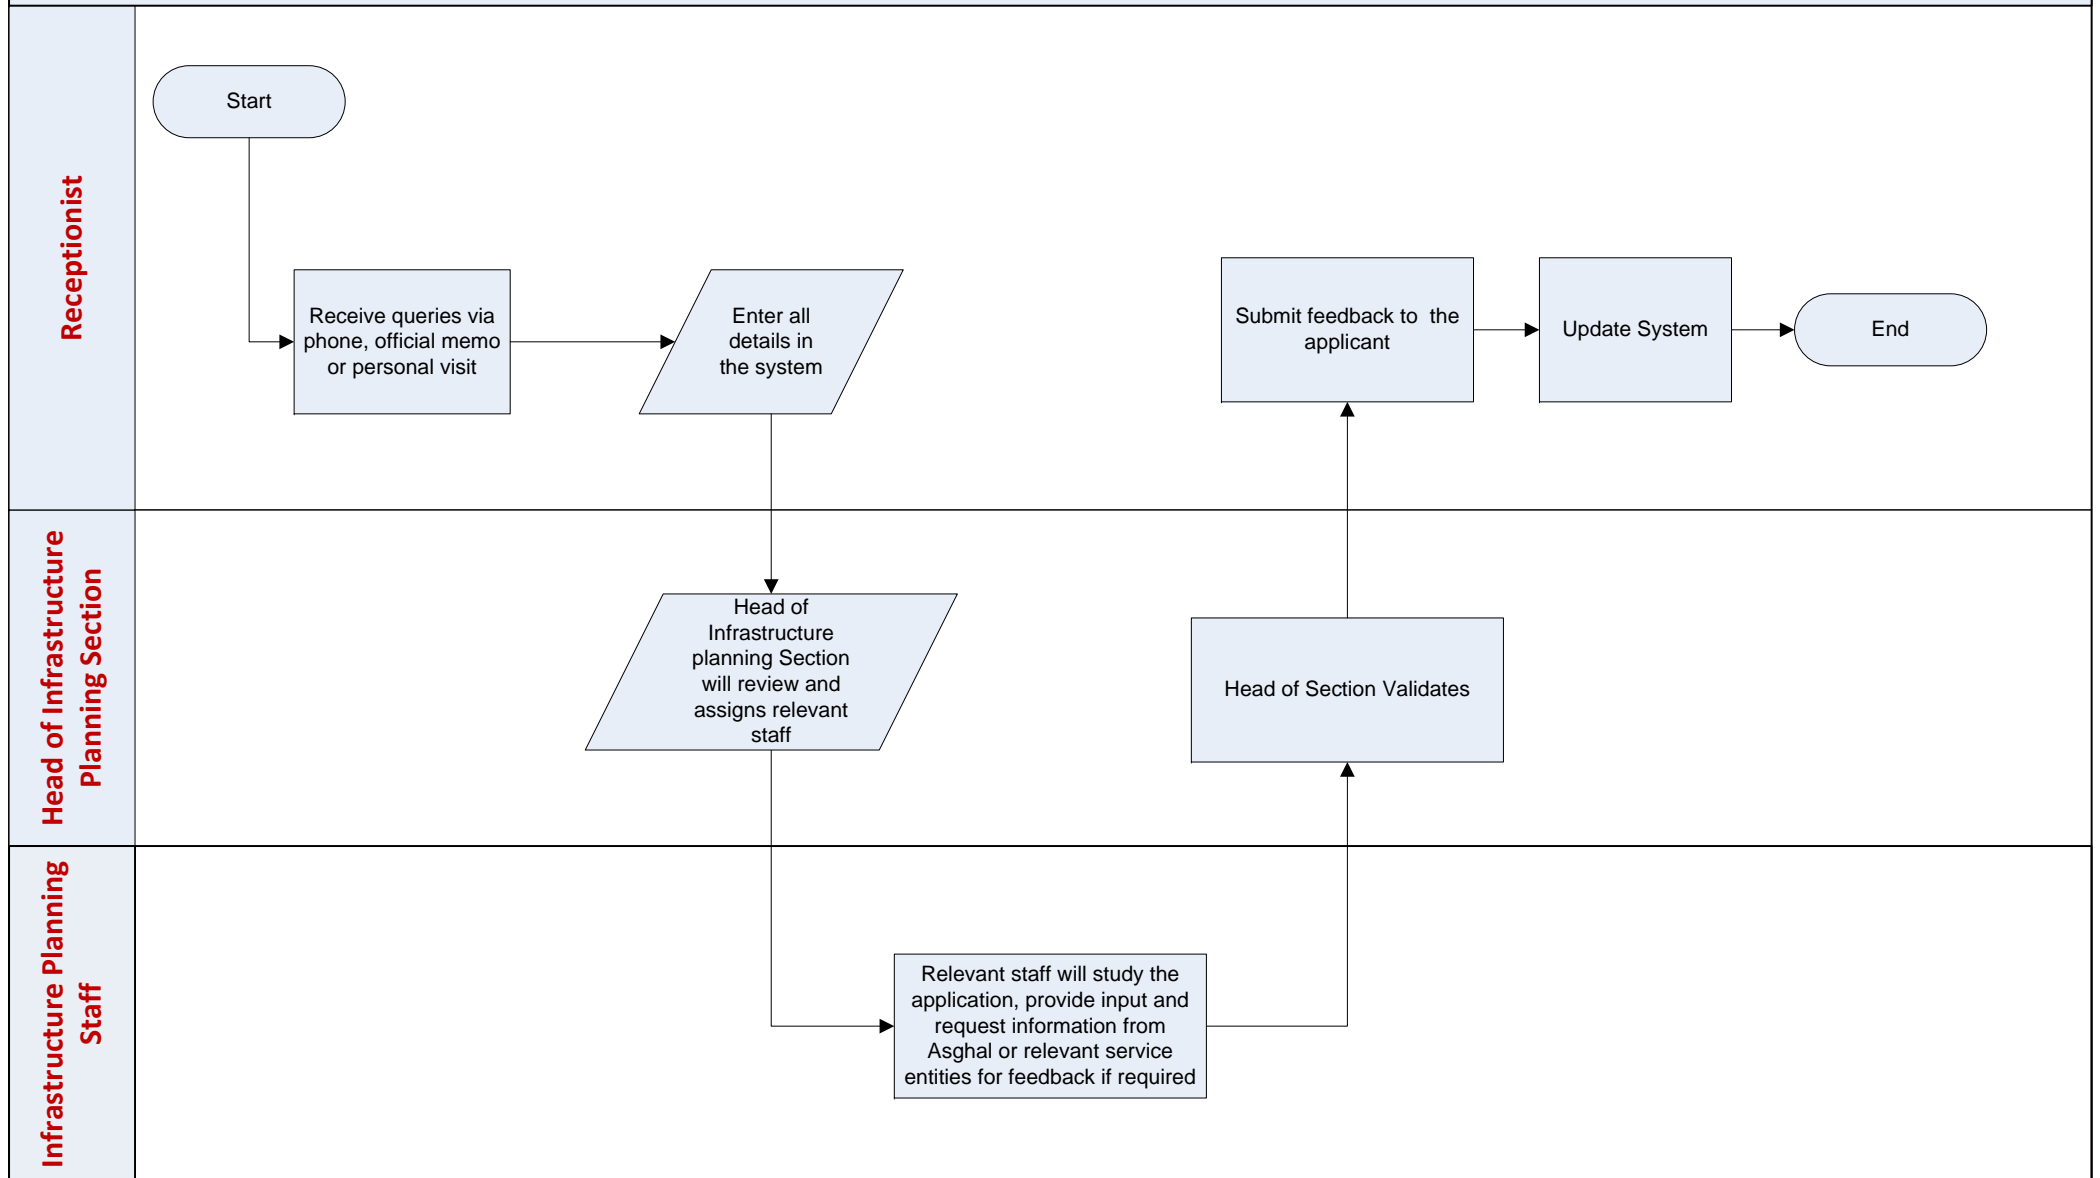 Receptionist
Start
Receive queries via
phone, official memo
or personal visit
Enter all
details in
the system
Submit feedback to  the
applicant
Update System
End
Head of Infrastructure
Planning Section
Head of
Infrastructure
planning Section
will review and
assigns relevant
staff
Head of Section Validates
Infrastructure Planning
Staff
Relevant staff will study the
application, provide input and
request information from
Asghal or relevant service
entities for feedback if required